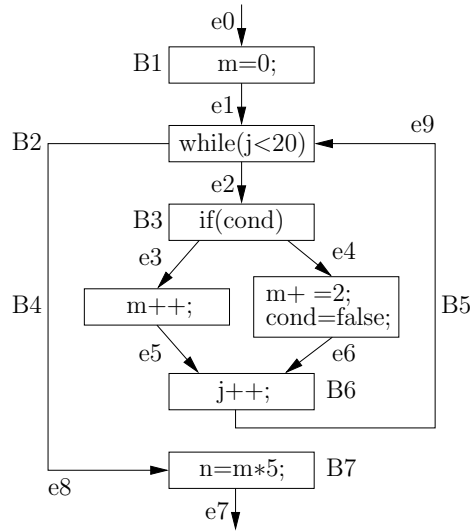 e0
B1
m=0;
e1
e9
B2
while(j<20)
e2
B3
if(cond)
e3
e4
B4
m++;
m+ =2;
cond=false;
B5
e5
e6
j++;
B6
n=m*5;
B7
e8
e7